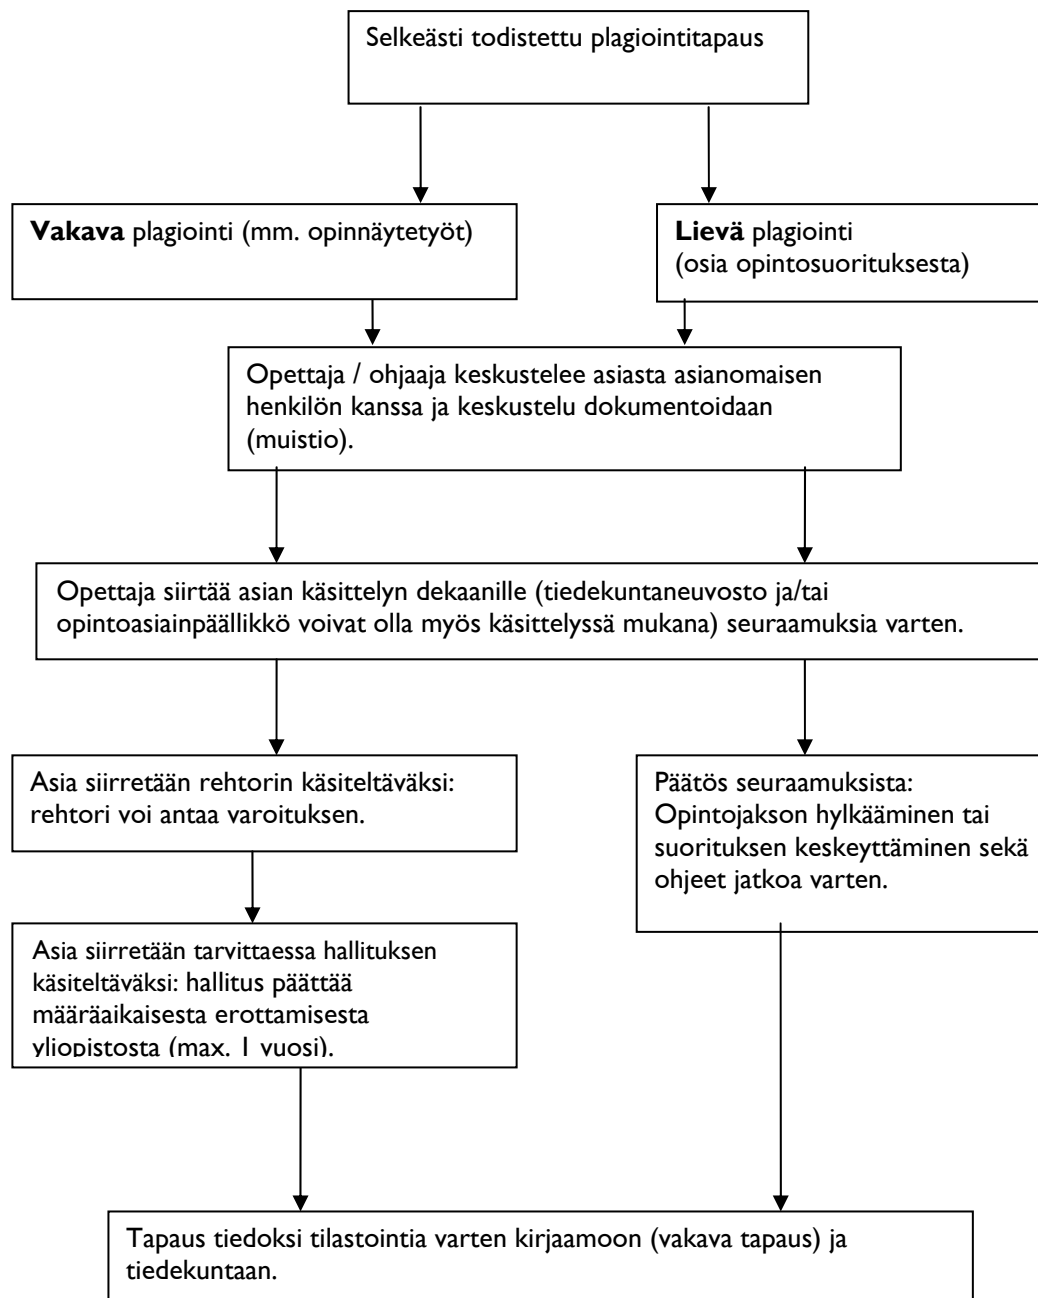 Selkeästi todistettu plagiointitapaus
Vakava plagiointi (mm. opinnäytetyöt)
Lievä plagiointi
(osia opintosuorituksesta)
Opettaja / ohjaaja keskustelee asiasta asianomaisen
henkilön kanssa ja keskustelu dokumentoidaan
(muistio).
Opettaja siirtää asian käsittelyn dekaanille (tiedekuntaneuvosto ja/tai
opintoasiainpäällikkö voivat olla myös käsittelyssä mukana) seuraamuksia varten.
Asia siirretään rehtorin käsiteltäväksi:
rehtori voi antaa varoituksen.
Päätös seuraamuksista:
Opintojakson hylkääminen tai
suorituksen keskeyttäminen sekä
ohjeet jatkoa varten.
Asia siirretään tarvittaessa hallituksen
käsiteltäväksi: hallitus päättää
määräaikaisesta erottamisesta
yliopistosta (max. 1 vuosi).
Tapaus tiedoksi tilastointia varten kirjaamoon (vakava tapaus) ja
tiedekuntaan.